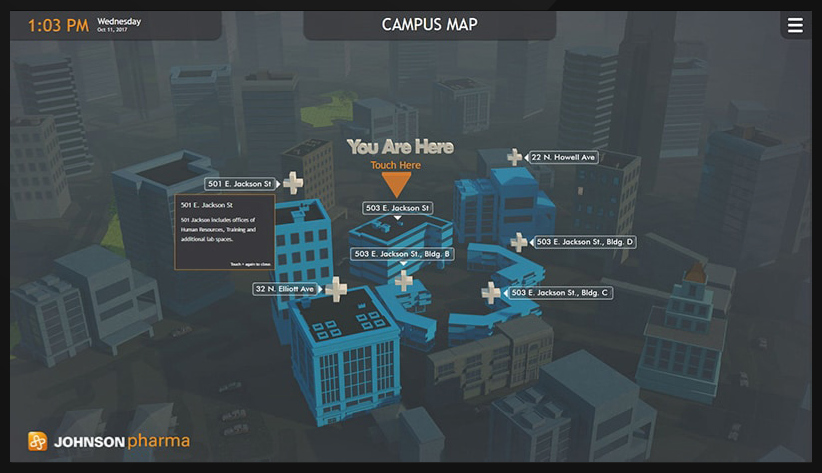 1:03 PM
Wednesday
Oct 11, 2017
CAMPUS MAP
You Are Here
Touch Here
22 N. Howell Ave
501 E. Jackson St
501 E. Jackson St
501 Jackson includes offices of
Human Resources, Training and
additional lab spaces.
Touch + again to close
503 E. Jackson St
503 E. Jackson St., Bldg. B
503 E. Jackson St., Bldg. D
32 N. Elliott Ave
503 E. Jackson St., Bldg. C
JOHNSON pharma